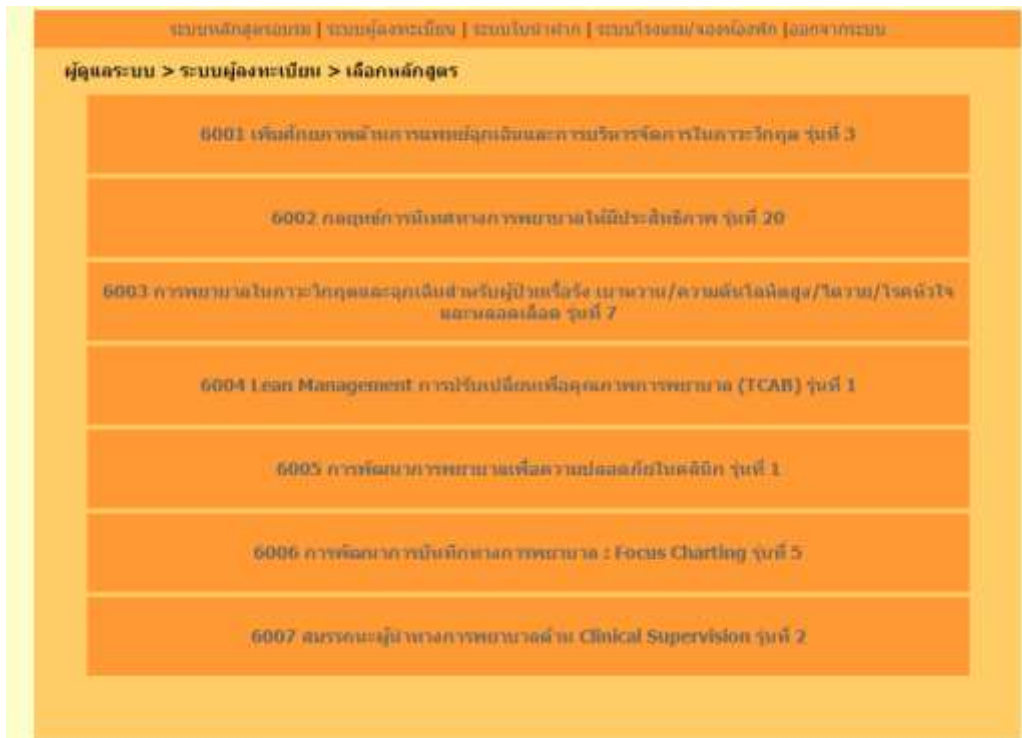 ระบบหลักสูตรอบรม | ระบบผู้ลงทะเบียน | ระบบใบนำฝาก | ระบบโรงแรม/จองห้องพัก |ออกจากระบบ
ผู้ดูแลระบบ > ระบบผู้ลงทะเบียน > เลือกหลักสูตร
6001 เพิ่มศักยภาพด้านการแพทย์ฉุกเฉินและการบริหารจัดการในภาวะวิกฤต รุ่นที่ 3
6002 กลยุทธ์การนิเทศทางการพยาบาลให้มีประสิทธิภาพ รุ่นที่ 20
6003 การพยาบาลในภาวะวิกฤตและฉุกเฉินสำหรับผู้ป่วยเรื้อรัง เบาหวาน/ความดันโลหิตสูง/ไตวาย/โรคหัวใจ
และหลอดเลือด รุ่นที่ 7
6004 Lean Management การปรับเปลี่ยนเพื่อคุณภาพการพยาบาล (TCAB) รุ่นที่ 1
6005 การพัฒนาการพยาบาลเพื่อความปลอดภัยในคลินิก รุ่นที่ 1
6006 การพัฒนาการบันทึกทางการพยาบาล : Focus Charting รุ่นที่ 5
6007 สมรรถนะผู้นำทางการพยาบาลด้าน Clinical Supervision รุ่นที่ 2